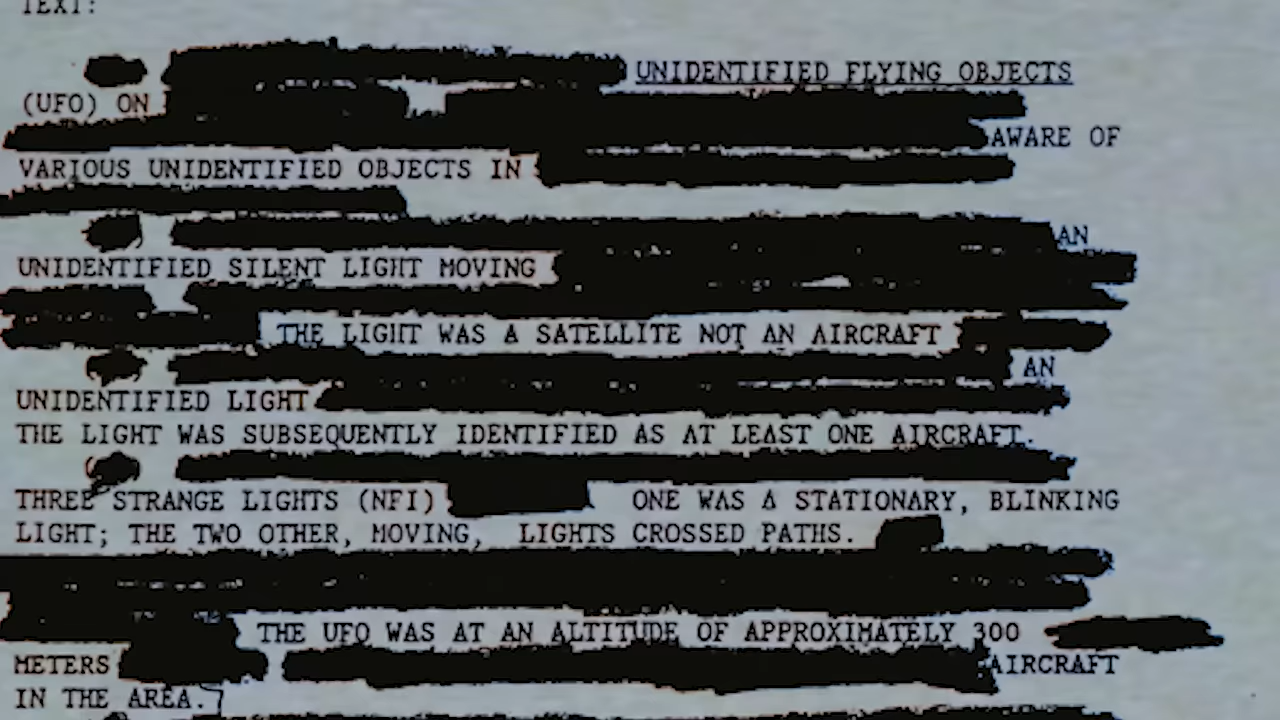 TEXT:
UNIDENTIFIED FLYING OBJECTS
(UFO) ON
AWARE OF
VARIOUS UNIDENTIFIED OBJECTS IN
AN
UNIDENTIFIED SILENT LIGHT MOVING
THE LIGHT WAS A SATELLITE NOT AN AIRCRAFT
AN
UNIDENTIFIED LIGHT
THE LIGHT WAS SUBSEQUENTLY IDENTIFIED AS AT LEAST ONE AIRCRAFT.
THREE STRANGE LIGHTS (NFI) ONE WAS A STATIONARY, BLINKING
LIGHT; THE TWO OTHER, MOVING, LIGHTS CROSSED PATHS.
THE UFO WAS AT AN ALTITUDE OF APPROXIMATELY 300
METERS AIRCRAFT
IN THE AREA.